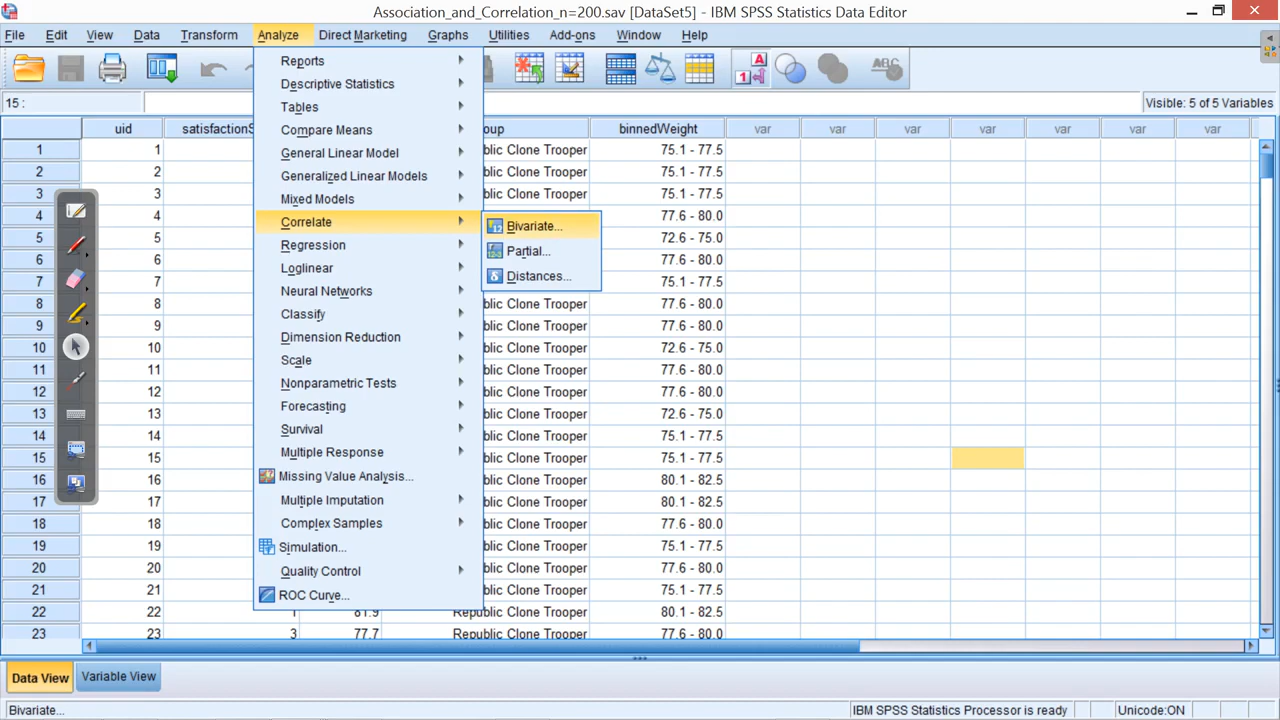 Association_and_Correlation_n=200.sav [DataSet5] - IBM SPSS Statistics Data Editor
File Edit View Data Transform Analyze Direct Marketing Graphs Utilities Add-ons Window Help
15 :
Visible: 5 of 5 Variables
uid satisfactionS oup binnedWeight var var var var var var var
1 1 blic Clone Trooper 75.1 - 77.5
2 2 blic Clone Trooper 75.1 - 77.5
3 3 blic Clone Trooper 75.1 - 77.5
4 4 blic Clone Trooper 77.6 - 80.0
5 5 blic Clone Trooper 72.6 - 75.0
6 6 blic Clone Trooper 77.6 - 80.0
7 7 blic Clone Trooper 75.1 - 77.5
8 8 blic Clone Trooper 77.6 - 80.0
9 9 blic Clone Trooper 77.6 - 80.0
10 10 blic Clone Trooper 72.6 - 75.0
11 11 blic Clone Trooper 77.6 - 80.0
12 12 blic Clone Trooper 77.6 - 80.0
13 13 blic Clone Trooper 72.6 - 75.0
14 14 blic Clone Trooper 75.1 - 77.5
15 15 blic Clone Trooper 75.1 - 77.5
16 16 blic Clone Trooper 80.1 - 82.5
17 17 blic Clone Trooper 80.1 - 82.5
18 18 blic Clone Trooper 77.6 - 80.0
19 19 blic Clone Trooper 75.1 - 77.5
20 20 blic Clone Trooper 77.6 - 80.0
21 21 blic Clone Trooper 75.1 - 77.5
22 22 1 81.9 Republic Clone Trooper 80.1 - 82.5
23 23 3 77.7 Republic Clone Trooper 77.6 - 80.0
Reports
Descriptive Statistics
Tables
Compare Means
General Linear Model
Generalized Linear Models
Mixed Models
Correlate
Regression
Loglinear
Neural Networks
Classify
Dimension Reduction
Scale
Nonparametric Tests
Forecasting
Survival
Multiple Response
Missing Value Analysis...
Multiple Imputation
Complex Samples
Simulation...
Quality Control
ROC Curve...
Bivariate...
Partial...
Distances...
Data View Variable View
Bivariate... IBM SPSS Statistics Processor is ready Unicode:ON